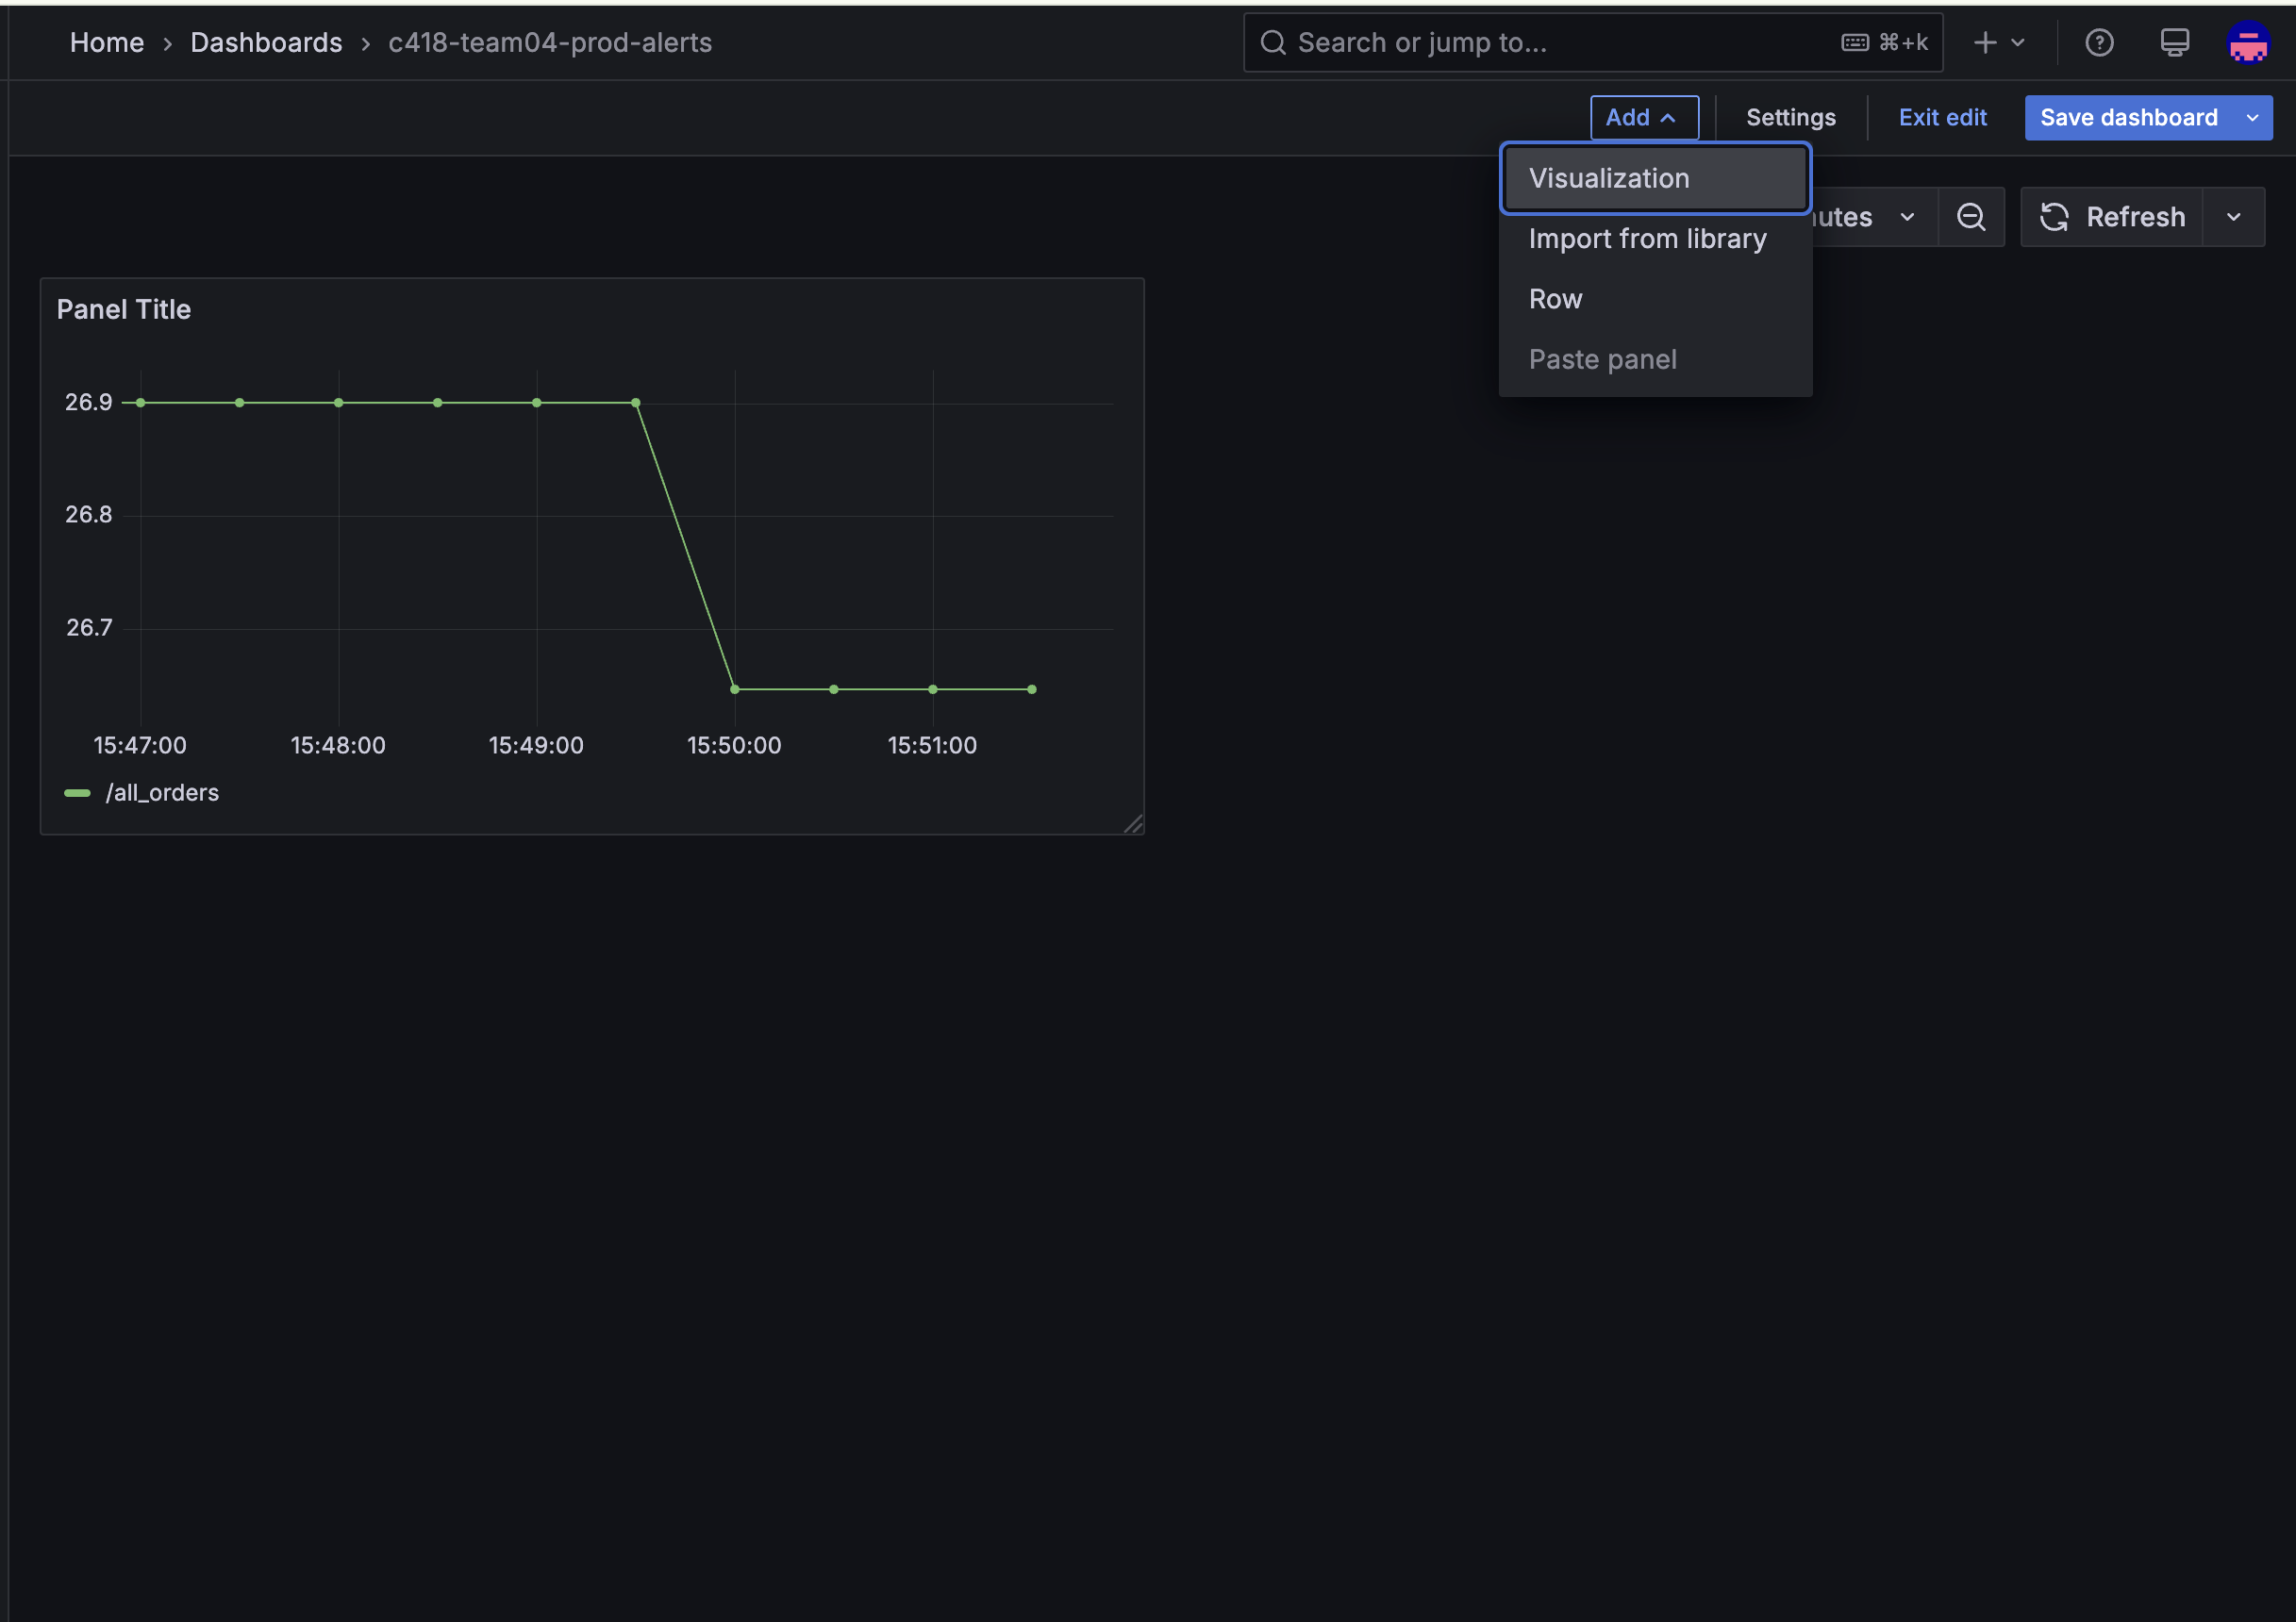 Home › Dashboards › c418-team04-prod-alerts
Search or jump to...
⌘+k
Add
Settings
Exit edit
Save dashboard
Visualization
Import from library
Row
Paste panel
Refresh
Panel Title
26.9
26.8
26.7
15:47:00 15:48:00 15:49:00 15:50:00 15:51:00
/all_orders